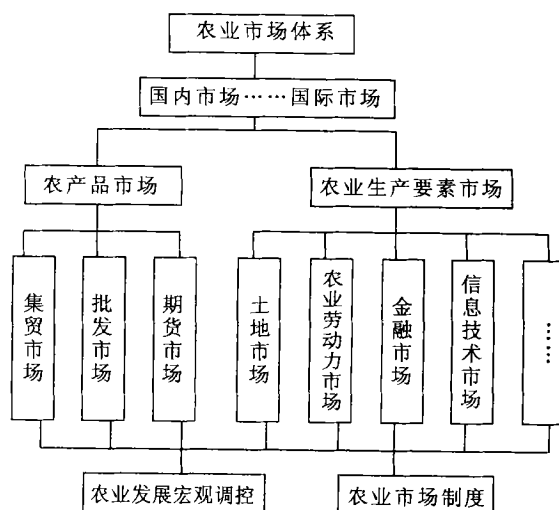 农业市场体系
国内市场……国际市场
农产品市场
农业生产要素市场
集贸市场
批发市场
期货市场
土地市场
农业劳动力市场
金融市场
信息技术市场
……
农业发展宏观调控
农业市场制度